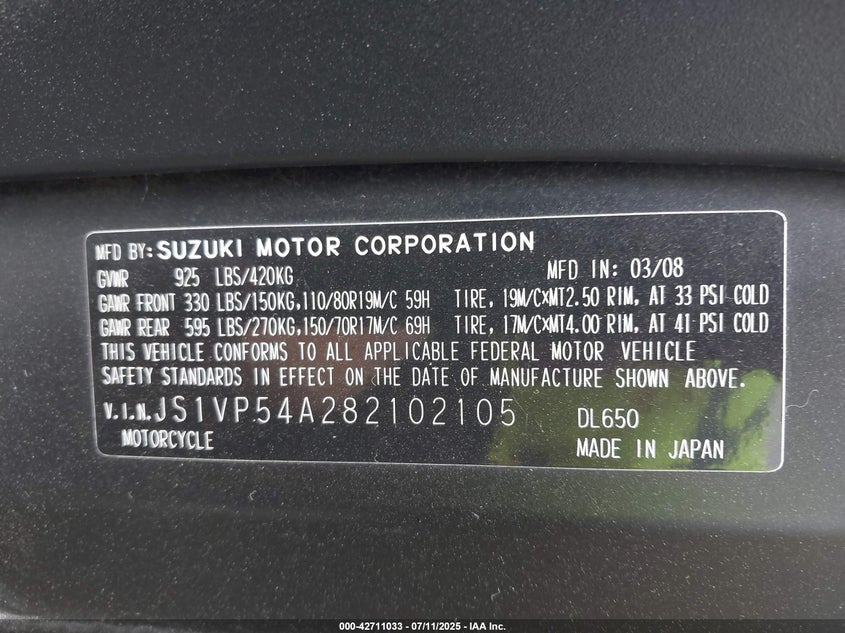 MFD BY: SUZUKI MOTOR CORPORATION
GVWR 925 LBS/420KG MFD IN: 03/08
GAWR FRONT 330 LBS/150KG,110/80R19M/C 59H TIRE, 19M/C×MT2.50 RIM, AT 33 PSI COLD
GAWR REAR 595 LBS/270KG,150/70R17M/C 69H TIRE, 17M/C×MT4.00 RIM, AT 41 PSI COLD
THIS VEHICLE CONFORMS TO ALL APPLICABLE FEDERAL MOTOR VEHICLE
SAFETY STANDARDS IN EFFECT ON THE DATE OF MANUFACTURE SHOWN ABOVE.
V.I.N. JS1VP54A282102105 DL650
MOTORCYCLE MADE IN JAPAN
000-42711033 - 07/11/2025 - IAA Inc.